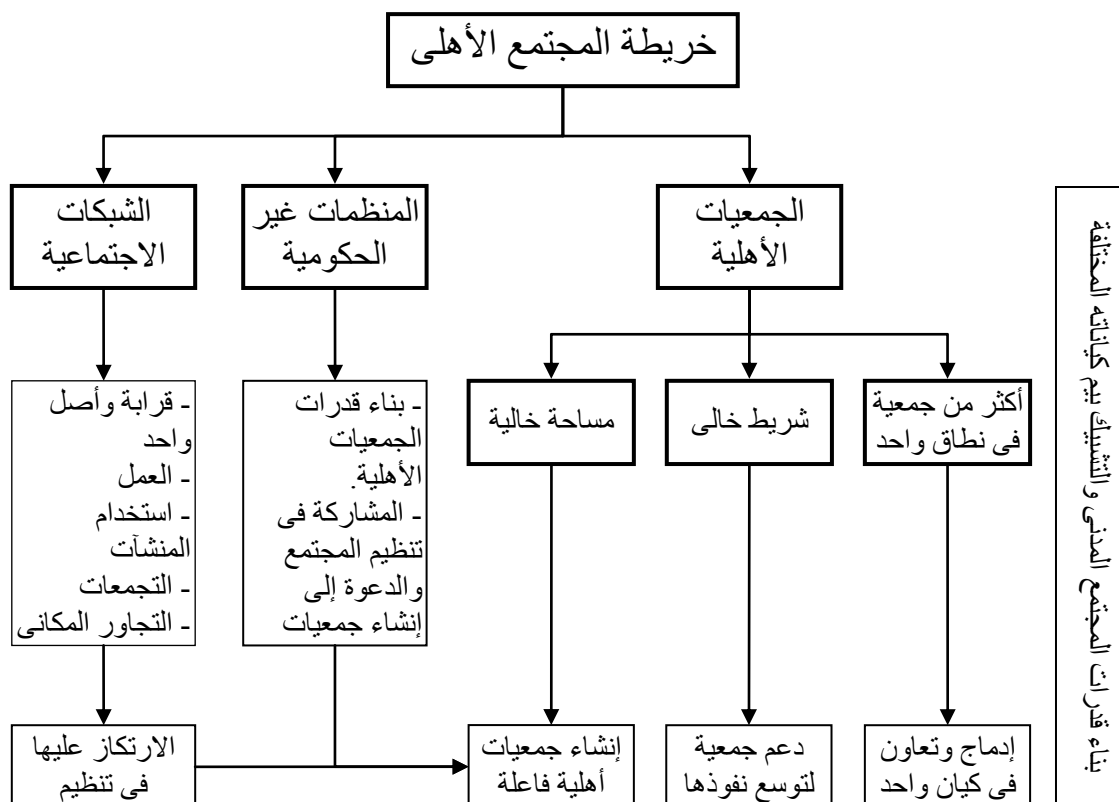 خريطة المجتمع الأهلى
الجمعيات
الأهلية
المنظمات غير
الحكومية
الشبكات
الاجتماعية
أكثر من جمعية
فى نطاق واحد
شريط خالى
مساحة خالية
- بناء قدرات
الجمعيات
الأهلية.
- المشاركة فى
تنظيم المجتمع
والدعوة إلى
إنشاء جمعيات
- قرابة وأصل
واحد
- العمل
- استخدام
المنشآت
- التجمعات
- التجاور المكانى
إدماج وتعاون
فى كيان واحد
دعم جمعية
لتوسع نفوذها
إنشاء جمعيات
أهلية فاعلة
الارتكاز عليها
فى تنظيم
بناء قدرات المجتمع المدنى والتشبيك بيم كياناته المختلفة